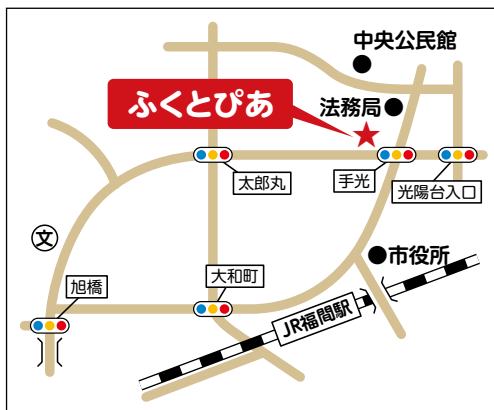 中央公民館
ふくとぴあ
法務局
太郎丸
手光
光陽台入口
文
市役所
旭橋
大和町
JR福間駅